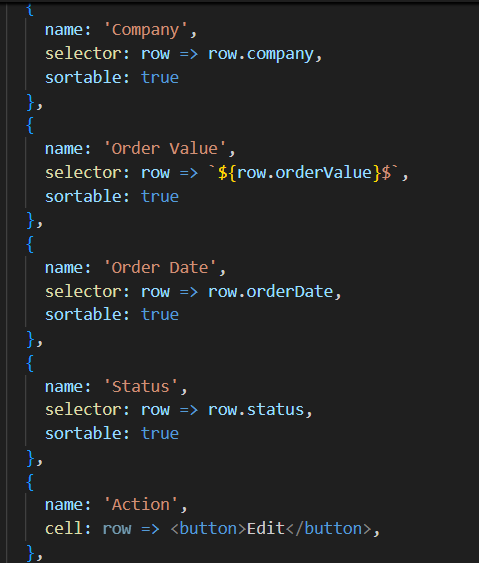 {
name: 'Company',
selector: row => row.company,
sortable: true
},
{
name: 'Order Value',
selector: row => `${row.orderValue}$`,
sortable: true
},
{
name: 'Order Date',
selector: row => row.orderDate,
sortable: true
},
{
name: 'Status',
selector: row => row.status,
sortable: true
},
{
name: 'Action',
cell: row => <button>Edit</button>,
},